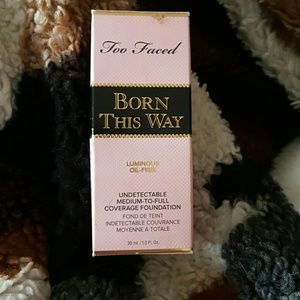 Too Faced
BORN
THIS WAY
LUMINOUS
OIL-FREE
UNDETECTABLE
MEDIUM-TO-FULL
COVERAGE FOUNDATION
FOND DE TEINT
INDÉTECTABLE COUVRANCE
MOYENNE À TOTALE
30 mL / 1.0 Fl. Oz.